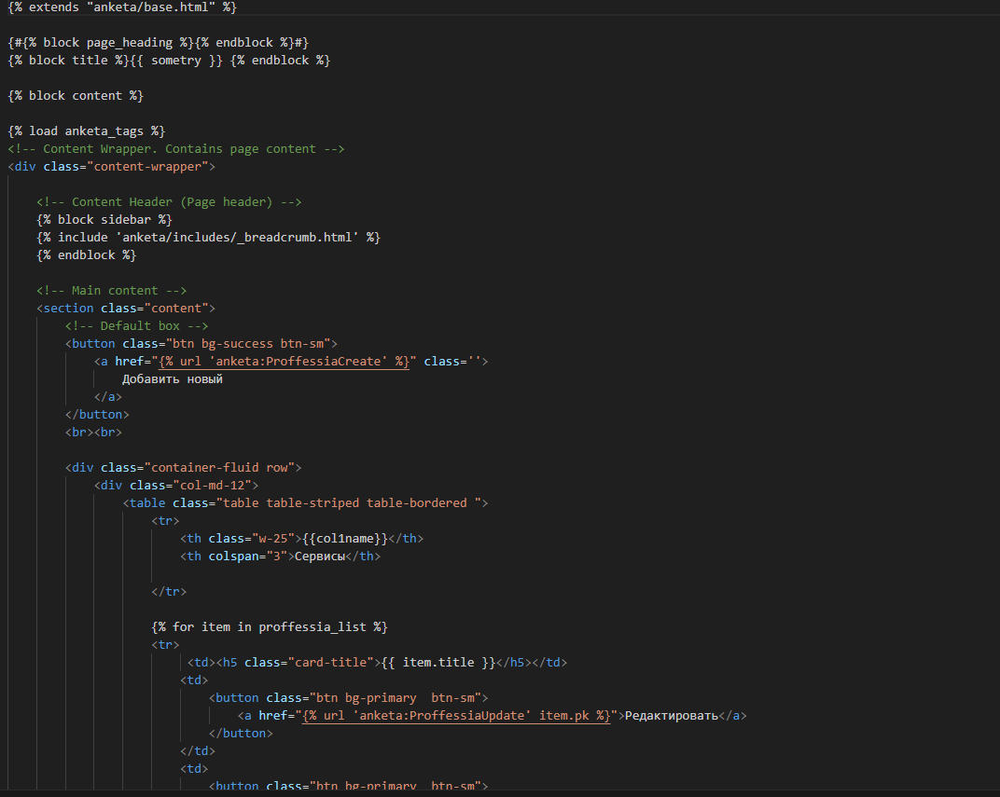 {% extends "anketa/base.html" %}
{#{% block page_heading %}{% endblock %}#}
{% block title %}{{ sometry }} {% endblock %}
{% block content %}
{% load anketa_tags %}
<!-- Content Wrapper. Contains page content -->
<div class="content-wrapper">
<!-- Content Header (Page header) -->
{% block sidebar %}
{% include 'anketa/includes/_breadcrumb.html' %}
{% endblock %}
<!-- Main content -->
<section class="content">
<!-- Default box -->
<button class="btn bg-success btn-sm">
<a href="{% url 'anketa:ProffessiaCreate' %}" class=''>
Добавить новый
</a>
</button>
<br><br>
<div class="container-fluid row">
<div class="col-md-12">
<table class="table table-striped table-bordered ">
<tr>
<th class="w-25">{{col1name}}</th>
<th colspan="3">Сервисы</th>
</tr>
{% for item in proffessia_list %}
<tr>
<td><h5 class="card-title">{{ item.title }}</h5></td>
<td>
<button class="btn bg-primary  btn-sm">
<a href="{% url 'anketa:ProffessiaUpdate' item.pk %}">Редактировать</a>
</button>
</td>
<td>
<button class="btn bg-primary  btn-sm">